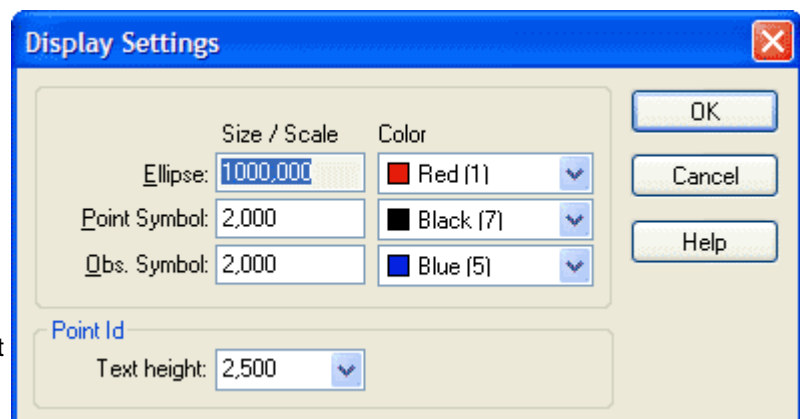 Display Settings
Size / Scale Color
Ellipse: 1000,000 Red (1) OK
Point Symbol: 2,000 Black (7) Cancel
Obs. Symbol: 2,000 Blue (5) Help
Point Id
t
Text height: 2,500